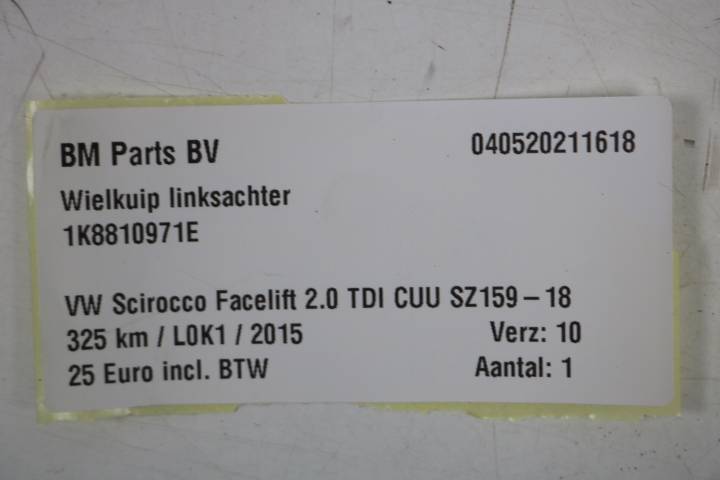 BM Parts BV 040520211618
Wielkuip linksachter
1K8810971E
VW Scirocco Facelift 2.0 TDI CUU SZ159 – 18
325 km / L0K1 / 2015 Verz: 10
25 Euro incl. BTW Aantal: 1